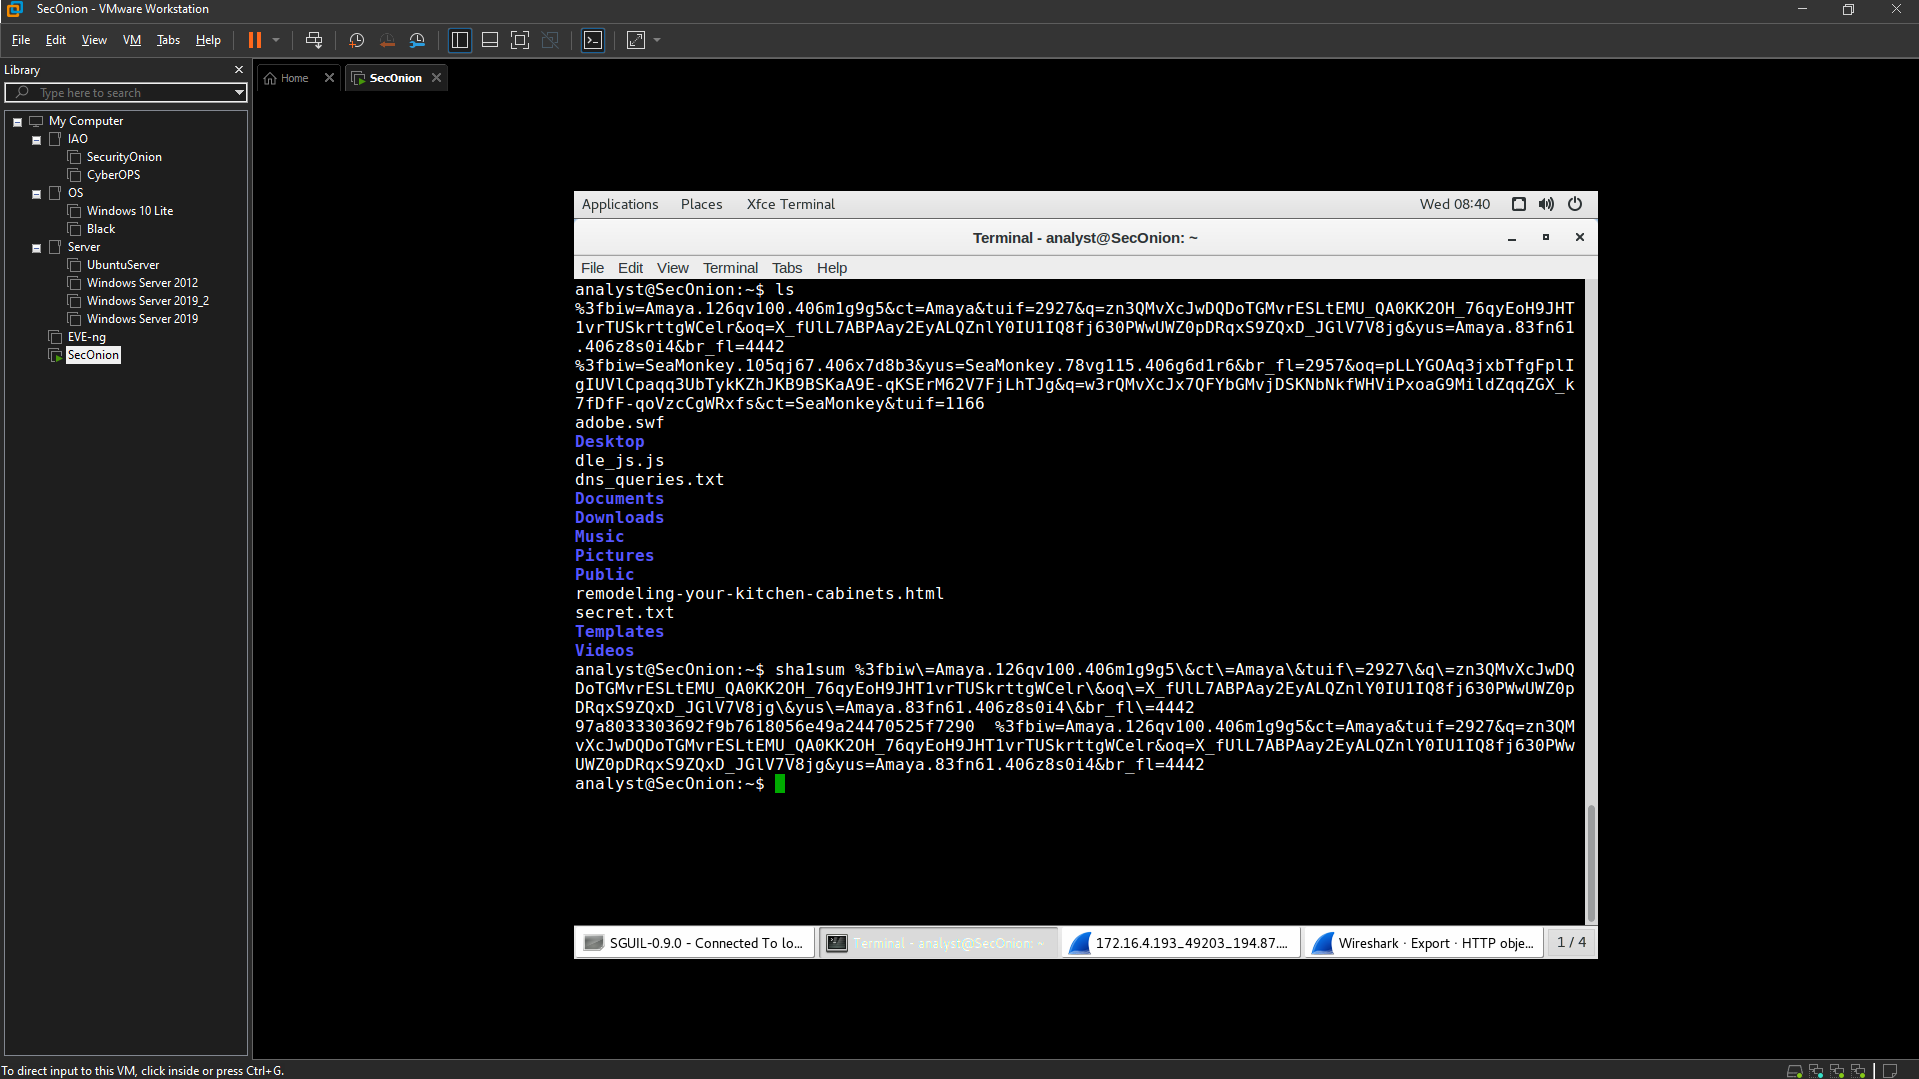 SecOnion - VMware Workstation
File Edit View VM Tabs Help
Library
Type here to search
My Computer
IAO
SecurityOnion
CyberOPS
OS
Windows 10 Lite
Black
Server
UbuntuServer
Windows Server 2012
Windows Server 2019_2
Windows Server 2019
EVE-ng
SecOnion
Home
SecOnion
Applications Places Xfce Terminal Wed 08:40
Terminal - analyst@SecOnion: ~
File Edit View Terminal Tabs Help
analyst@SecOnion:~$ ls
%3fbiw=Amaya.126qv100.406m1g9g5&ct=Amaya&tuif=2927&q=zn3QMvXcJwDQDoTGMvrESLtEMU_QA0KK2OH_76qyEoH9JHT
1vrTUSkrttgWCelr&oq=X_fUlL7ABPAay2EyALQZnlY0IU1IQ8fj630PWwUWZ0pDRqxS9ZQxD_JGlV7V8jg&yus=Amaya.83fn61
.406z8s0i4&br_fl=4442
%3fbiw=SeaMonkey.105qj67.406x7d8b3&yus=SeaMonkey.78vg115.406g6d1r6&br_fl=2957&oq=pLLYGOAq3jxbTfgFplI
gIUVlCpaqq3UbTykKZhJKB9BSKaA9E-qKSErM62V7FjLhTJg&q=w3rQMvXcJx7QFYbGMvjDSKNbNkfWHViPxoaG9MildZqqZGX_k
7fDfF-qoVzcCgWRxfs&ct=SeaMonkey&tuif=1166
adobe.swf
Desktop
dle_js.js
dns_queries.txt
Documents
Downloads
Music
Pictures
Public
remodeling-your-kitchen-cabinets.html
secret.txt
Templates
Videos
analyst@SecOnion:~$ sha1sum %3fbiw\=Amaya.126qv100.406m1g9g5\&ct\=Amaya\&tuif\=2927\&q\=zn3QMvXcJwDQ
DoTGMvrESLtEMU_QA0KK2OH_76qyEoH9JHT1vrTUSkrttgWCelr\&oq\=X_fUlL7ABPAay2EyALQZnlY0IU1IQ8fj630PWwUWZ0p
DRqxS9ZQxD_JGlV7V8jg\&yus\=Amaya.83fn61.406z8s0i4\&br_fl\=4442
97a8033303692f9b7618056e49a24470525f7290  %3fbiw=Amaya.126qv100.406m1g9g5&ct=Amaya&tuif=2927&q=zn3QM
vXcJwDQDoTGMvrESLtEMU_QA0KK2OH_76qyEoH9JHT1vrTUSkrttgWCelr&oq=X_fUlL7ABPAay2EyALQZnlY0IU1IQ8fj630PWw
UWZ0pDRqxS9ZQxD_JGlV7V8jg&yus=Amaya.83fn61.406z8s0i4&br_fl=4442
analyst@SecOnion:~$
SGUIL-0.9.0 - Connected To lo...
Terminal - analyst@SecOnion: ~
172.16.4.193_49203_194.87....
Wireshark · Export · HTTP obje...
1 / 4
To direct input to this VM, click inside or press Ctrl+G.